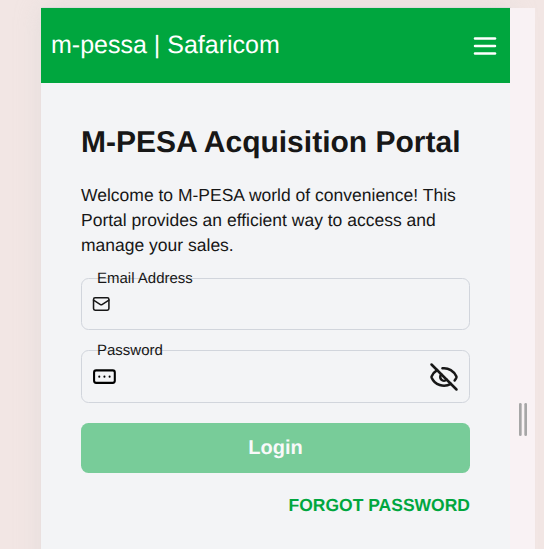 m-pessa | Safaricom
M-PESA Acquisition Portal
Welcome to M-PESA world of convenience! This
Portal provides an efficient way to access and
manage your sales.
Email Address
Password
Login
FORGOT PASSWORD